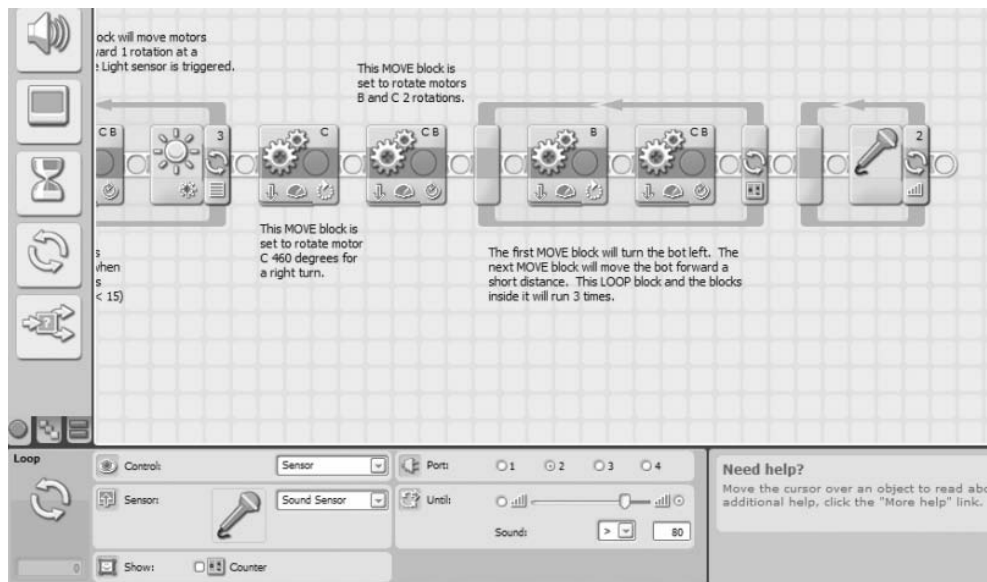 ock will move motors
ard 1 rotation at a
Light sensor is triggered.
This MOVE block is
set to rotate motors
B and C 2 rotations.
C B
3
C
C B
B
C B
2
This MOVE block is
set to rotate motor
C 460 degrees for
a right turn.
s
when
s
< 15)
The first MOVE block will turn the bot left. The
next MOVE block will move the bot forward a
short distance. This LOOP block and the blocks
inside it will run 3 times.
Loop
0
Control:
Sensor
Sensor:
Sound Sensor
Show:
Counter
Port:
1 2 3 4
Until:
Sound:
> 80
Need help?
Move the cursor over an object to read abo
additional help, click the "More help" link.